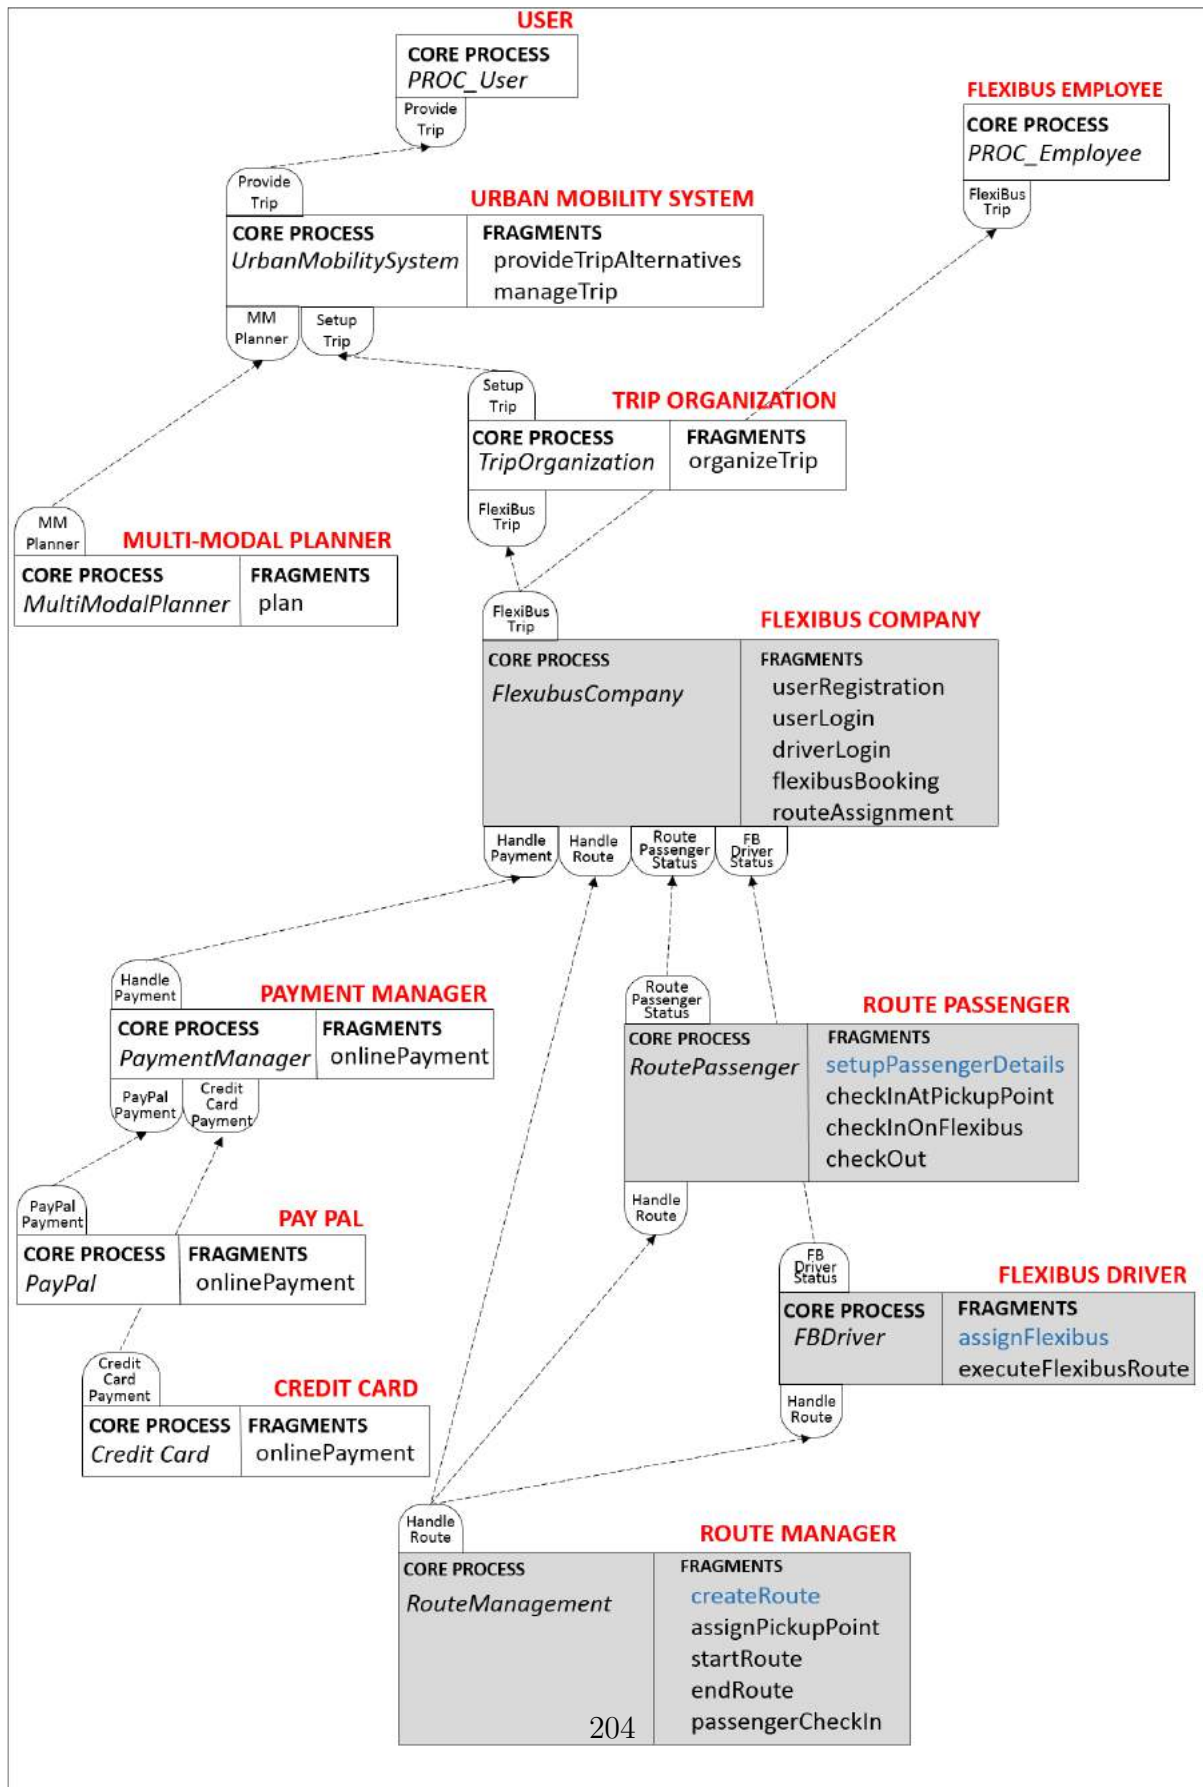 USER
CORE PROCESS
PROC_User
Provide
Trip
FLEXIBUS EMPLOYEE
CORE PROCESS
PROC_Employee
FlexiBus
Trip
Provide
Trip
URBAN MOBILITY SYSTEM
CORE PROCESS
UrbanMobilitySystem
FRAGMENTS
provideTripAlternatives
manageTrip
MM
Planner
Setup
Trip
Setup
Trip
TRIP ORGANIZATION
CORE PROCESS
TripOrganization
FRAGMENTS
organizeTrip
FlexiBus
Trip
MM
Planner
MULTI-MODAL PLANNER
CORE PROCESS
MultiModalPlanner
FRAGMENTS
plan
FlexiBus
Trip
FLEXIBUS COMPANY
CORE PROCESS
FlexubusCompany
FRAGMENTS
userRegistration
userLogin
driverLogin
flexibusBooking
routeAssignment
Handle
Payment
Handle
Route
Route
Passenger
Status
FB
Driver
Status
Handle
Payment
PAYMENT MANAGER
CORE PROCESS
PaymentManager
FRAGMENTS
onlinePayment
PayPal
Payment
Credit
Card
Payment
Route
Passenger
Status
ROUTE PASSENGER
CORE PROCESS
RoutePassenger
FRAGMENTS
setupPassengerDetails
checkInAtPickupPoint
checkInOnFlexibus
checkOut
Handle
Route
PayPal
Payment
PAY PAL
CORE PROCESS
PayPal
FRAGMENTS
onlinePayment
FB
Driver
Status
FLEXIBUS DRIVER
CORE PROCESS
FBDriver
FRAGMENTS
assignFlexibus
executeFlexibusRoute
Handle
Route
Credit
Card
Payment
CREDIT CARD
CORE PROCESS
Credit Card
FRAGMENTS
onlinePayment
Handle
Route
ROUTE MANAGER
CORE PROCESS
RouteManagement
FRAGMENTS
createRoute
assignPickupPoint
startRoute
endRoute
passengerCheckIn
204